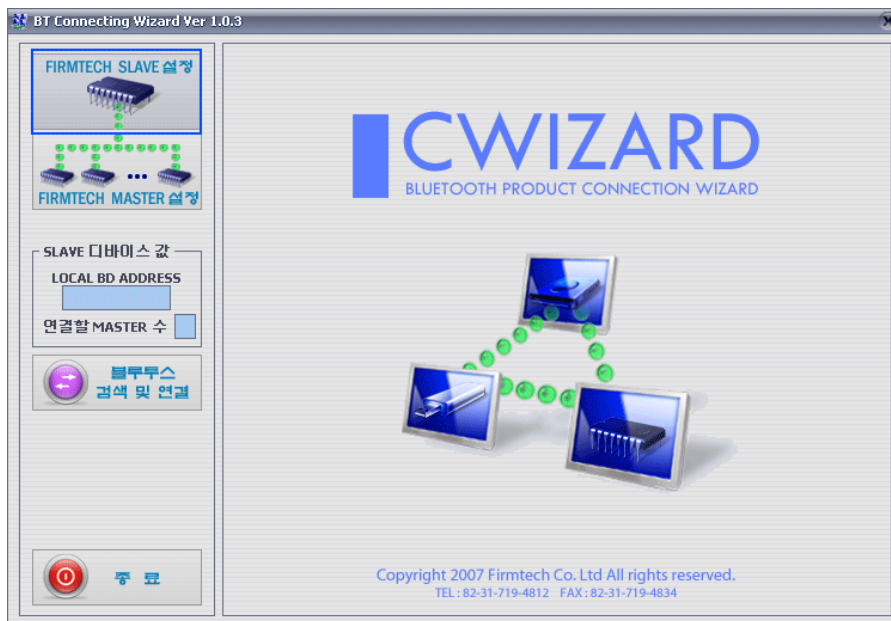 BT Connecting Wizard Ver 1.0.3
FIRMTECH SLAVE 설정
...
FIRMTECH MASTER 설정
SLAVE 디바이스 값
LOCAL BD ADDRESS
연결할 MASTER 수
블루투스
검색 및 연결
종 료
CWIZARD
BLUETOOTH PRODUCT CONNECTION WIZARD
Copyright 2007 Firmtech Co. Ltd All rights reserved.
TEL : 82-31-719-4812 FAX : 82-31-719-4834